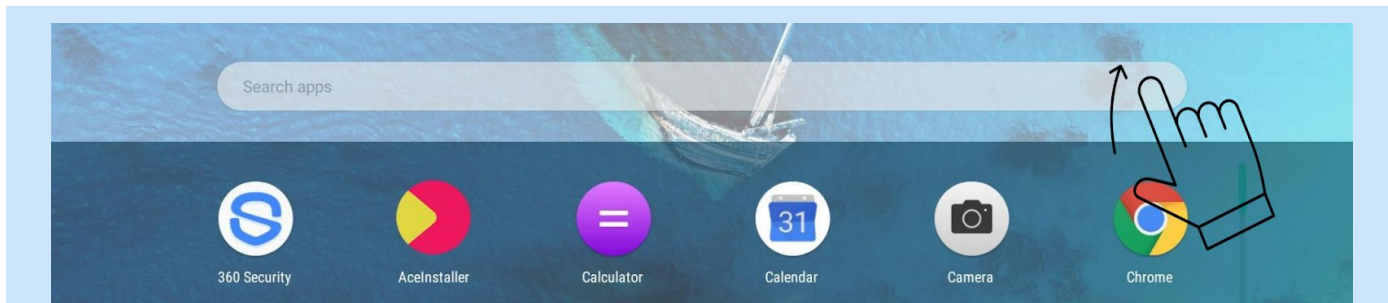 Search apps
31
360 Security
AceInstaller
Calculator
Calendar
Camera
Chrome